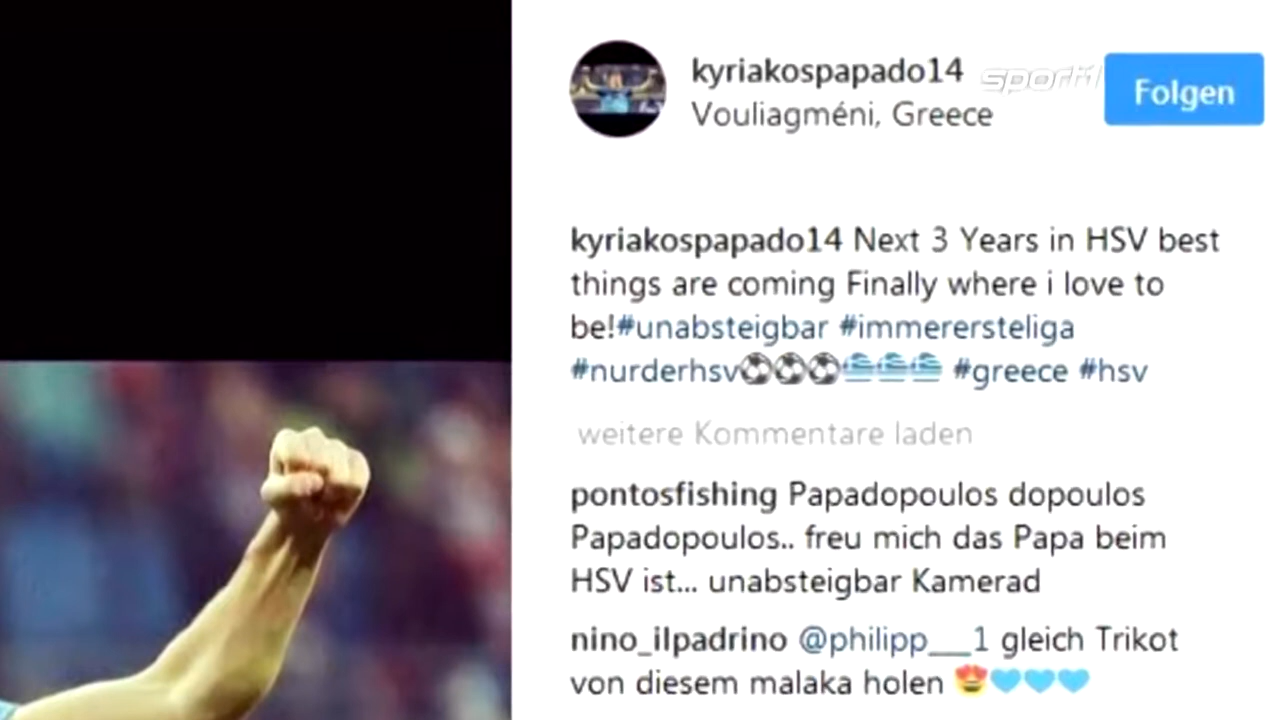 kyriakospapado14
sport1
Folgen
Vouliagméni, Greece
kyriakospapado14 Next 3 Years in HSV best
things are coming Finally where i love to
be!#unabsteigbar #immerersteliga
#nurderhsv⚽⚽⚽🇬🇷🇬🇷🇬🇷 #greece #hsv
weitere Kommentare laden
pontosfishing Papadopoulos dopoulos
Papadopoulos.. freu mich das Papa beim
HSV ist... unabsteigbar Kamerad
nino_ilpadrino @philipp___1 gleich Trikot
von diesem malaka holen 😍💙💙💙